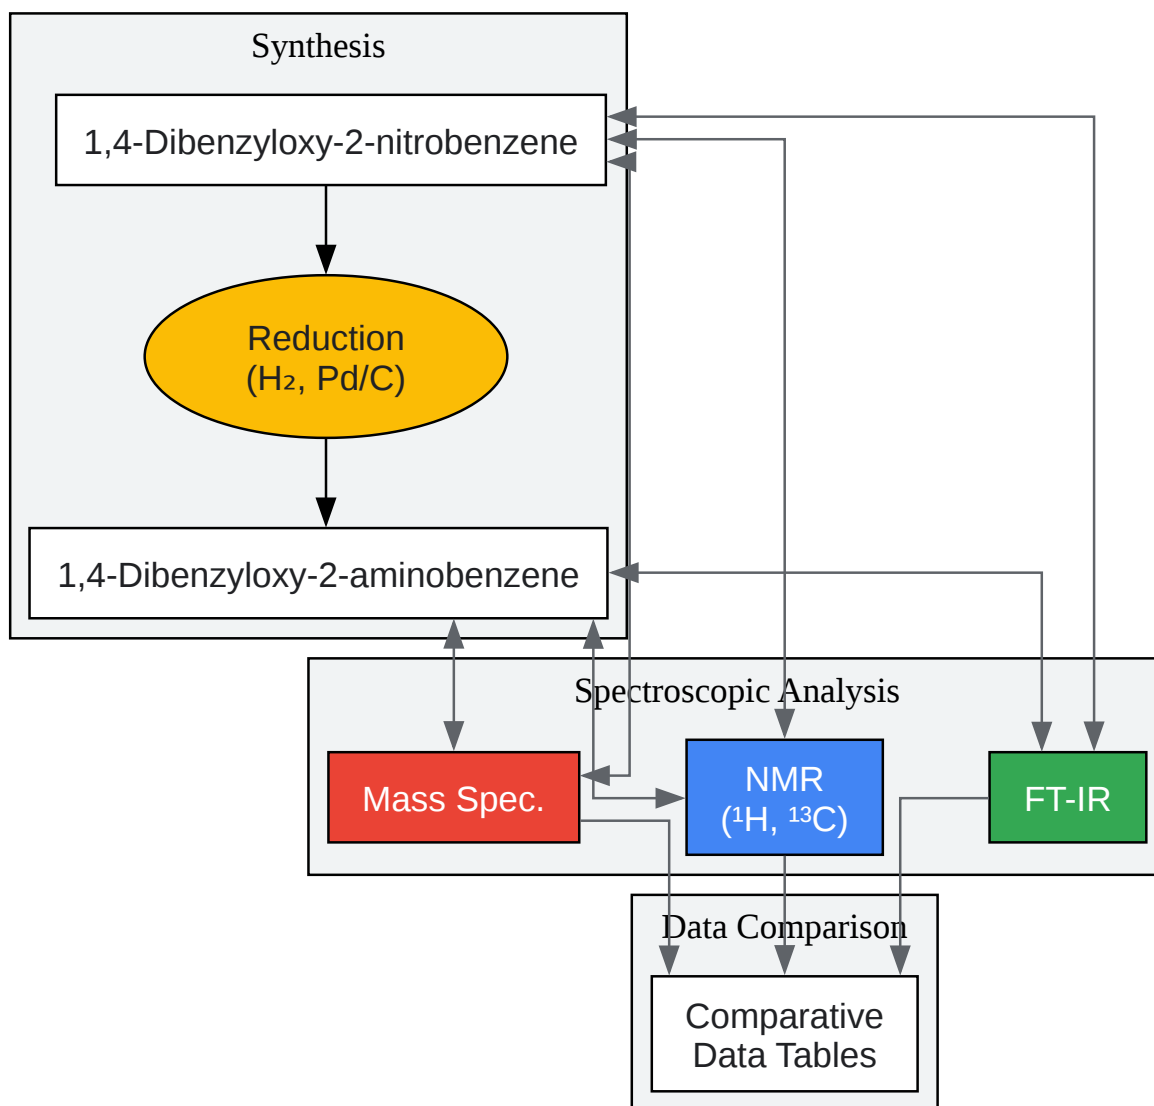 Synthesis
1,4-Dibenzyloxy-2-nitrobenzene
Reduction
(H₂, Pd/C)
1,4-Dibenzyloxy-2-aminobenzene
Spectroscopic Analysis
Mass Spec.
NMR
(¹H, ¹³C)
FT-IR
Data Comparison
Comparative
Data Tables